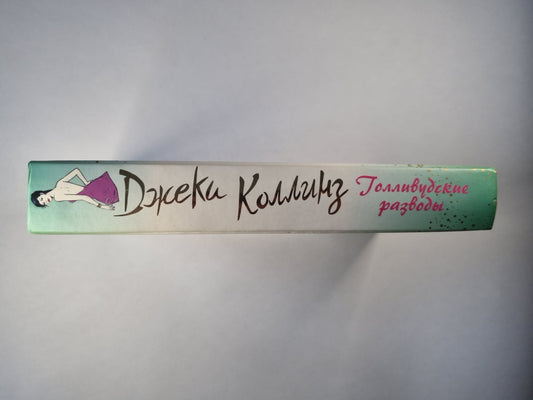 Джеки Коллинз
Голливудские
разводы